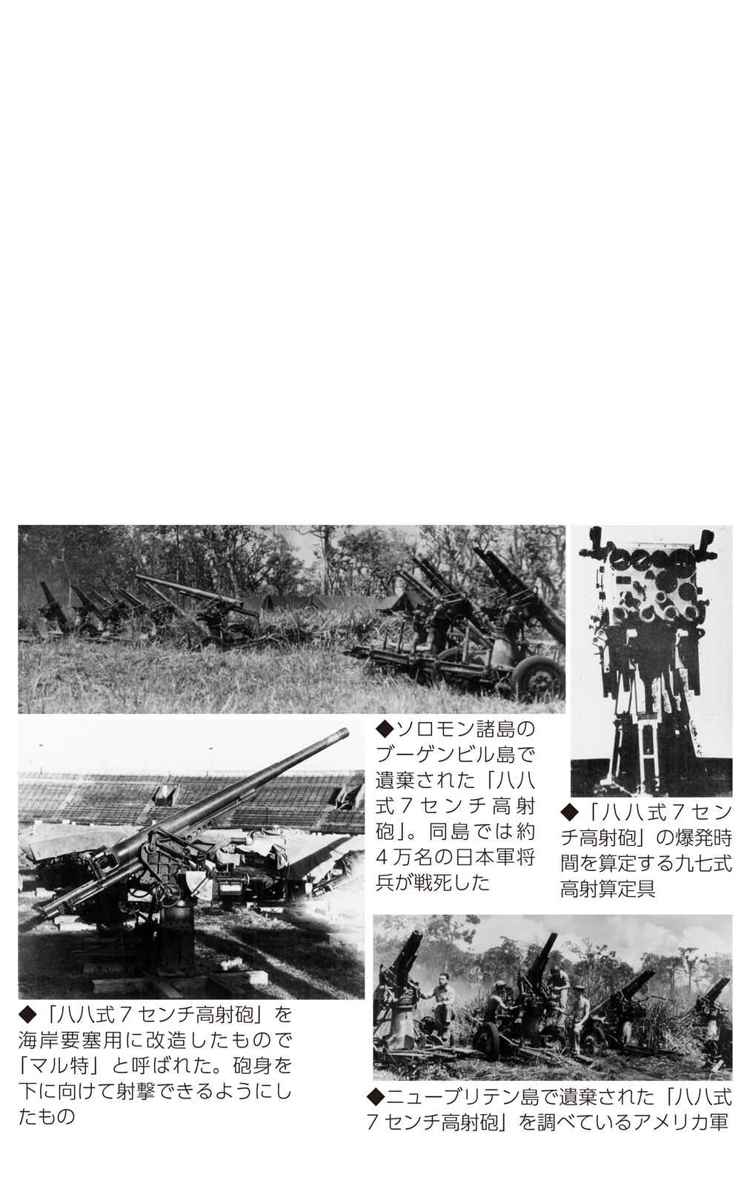 ◆ソロモン諸島の
ブーゲンビル島で
遺棄された「八八
式７センチ高射
砲」。同島では約
４万名の日本軍将
兵が戦死した
◆「八八式７セン
チ高射砲」の爆発時
間を算定する九七式
高射算定具
◆「八八式７センチ高射砲」を
海岸要塞用に改造したもので
「マル特」と呼ばれた。砲身を
下に向けて射撃できるようにし
たもの
◆ニューブリテン島で遺棄された「八八式
７センチ高射砲」を調べているアメリカ軍